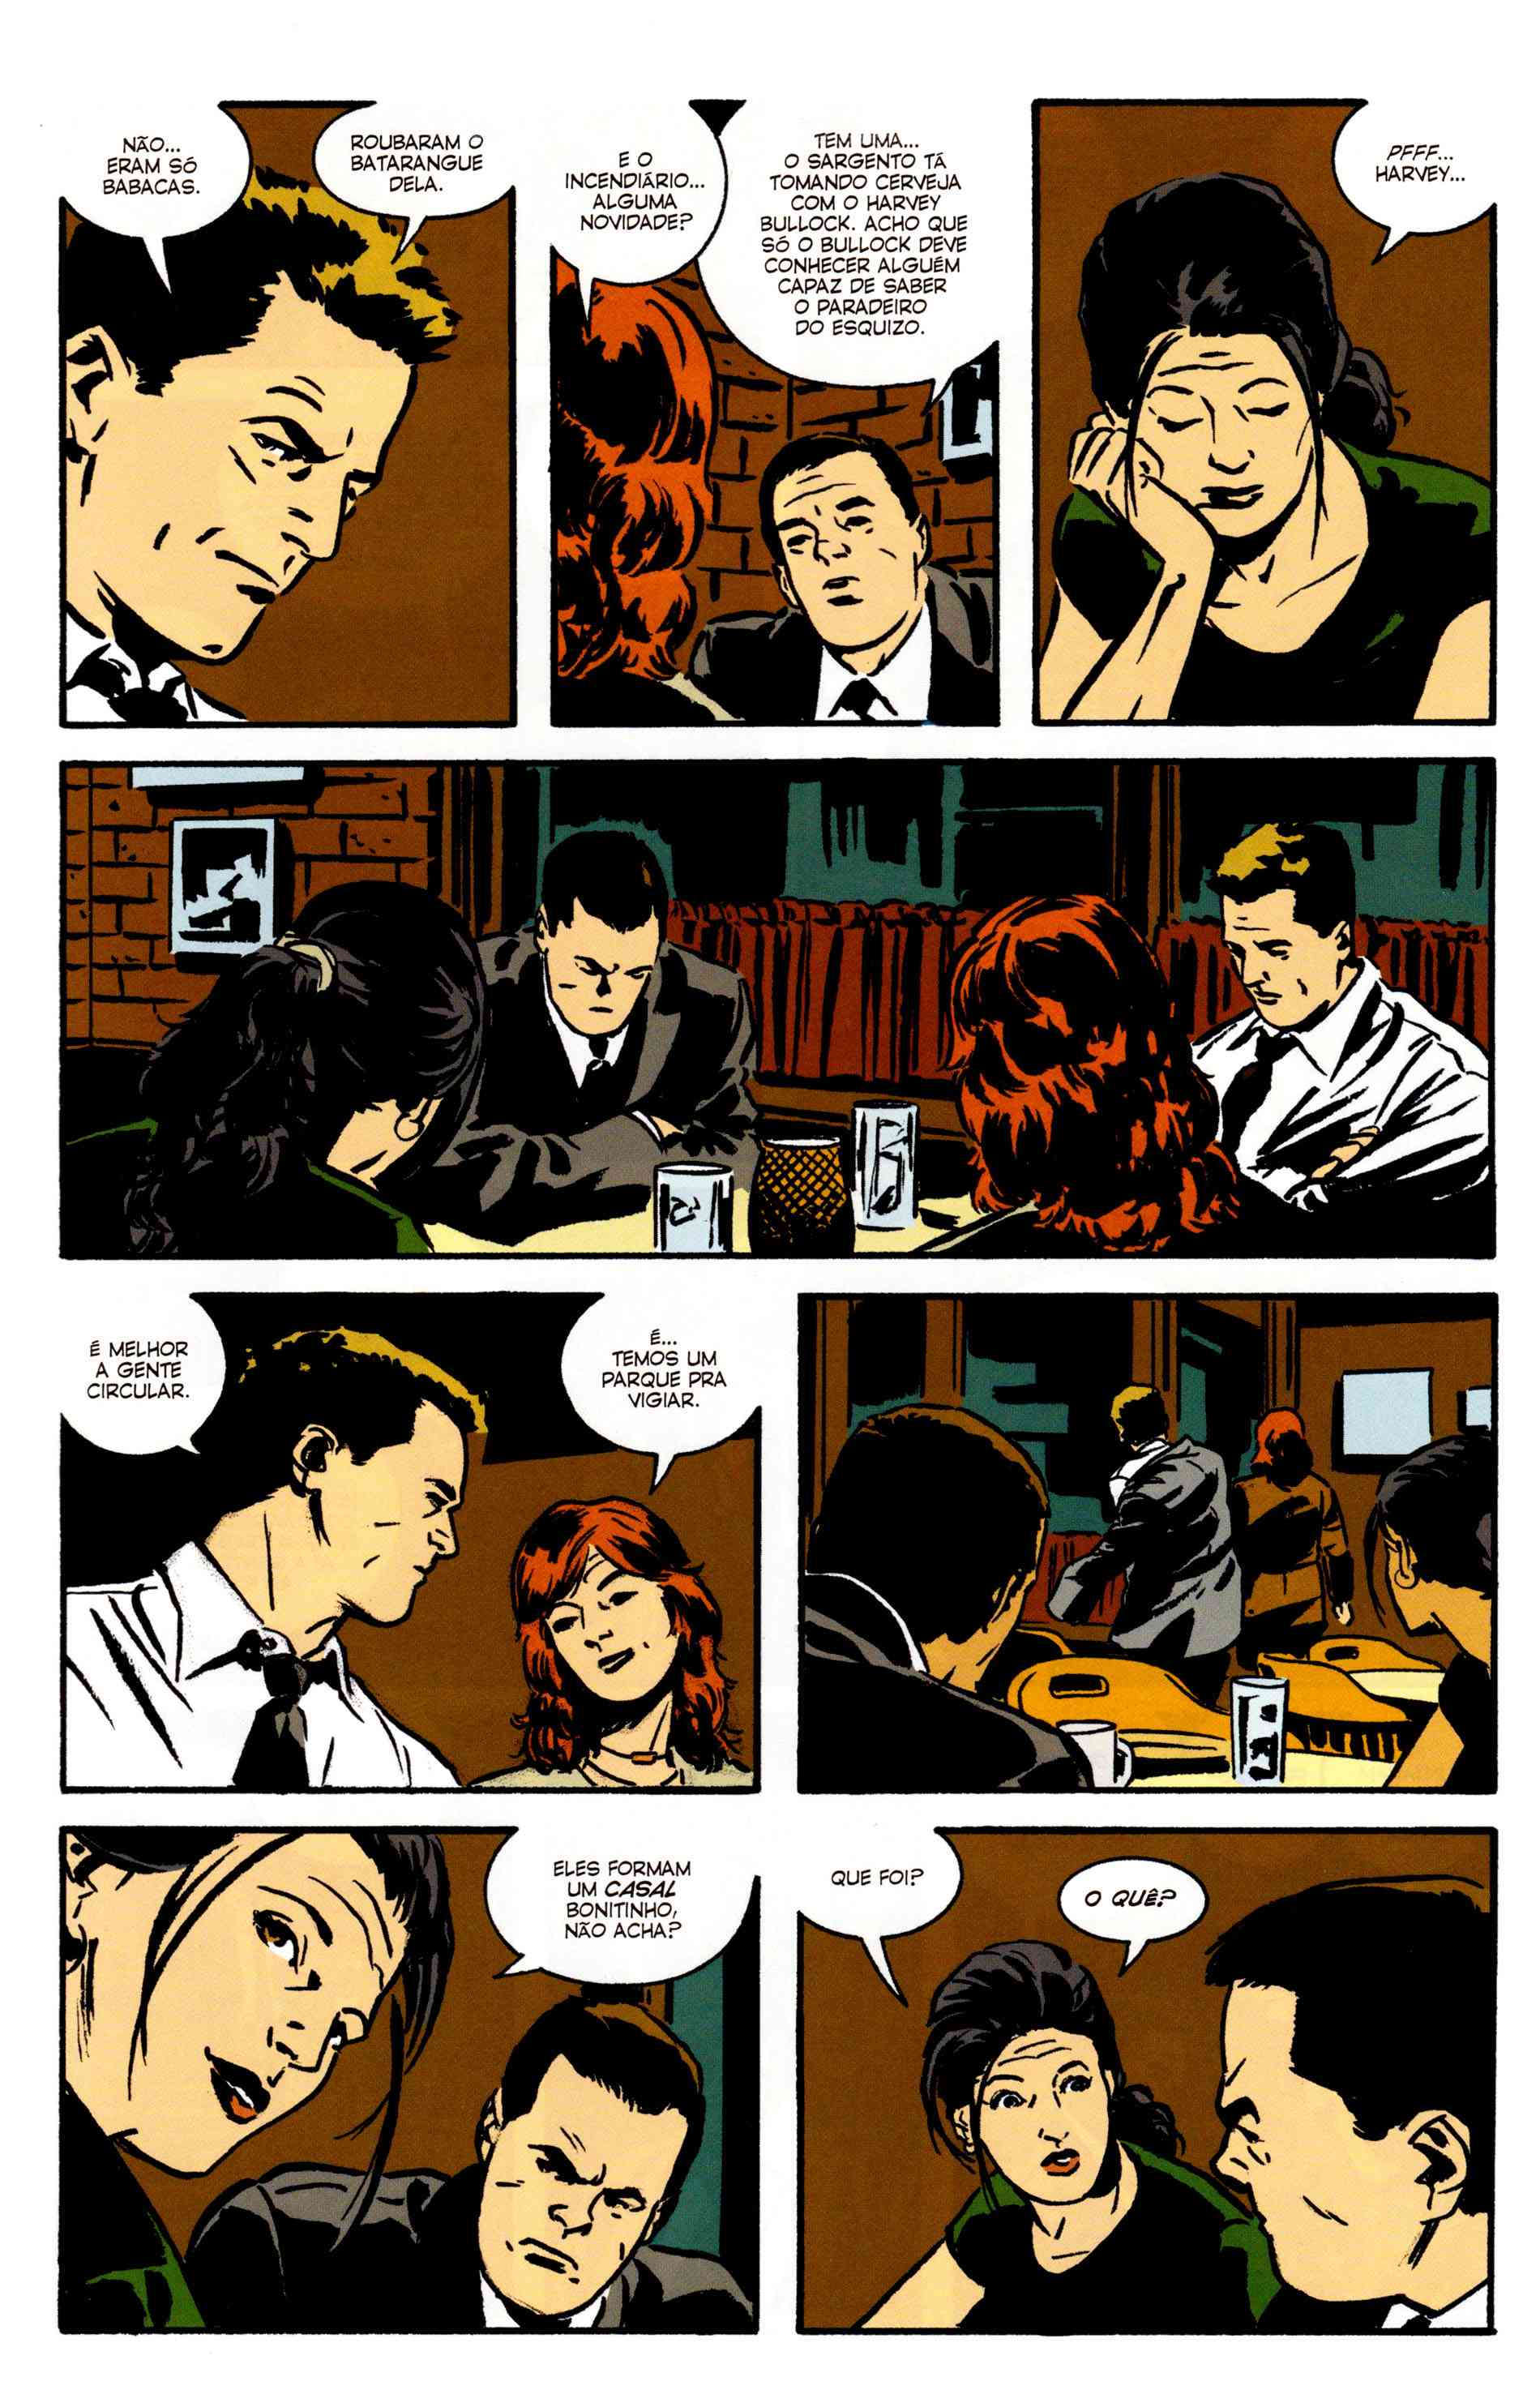 NÃO...
ERAM SÓ
BABACAS.
ROUBARAM O
BATARANGUE
DELA.
E O
INCENDIÁRIO...
ALGUMA
NOVIDADE?
TEM UMA...
O SARGENTO TÁ
TOMANDO CERVEJA
COM O HARVEY
BULLOCK. ACHO QUE
SÓ O BULLOCK DEVE
CONHECER ALGUÉM
CAPAZ DE SABER
O PARADEIRO
DO ESQUIZO.
PFFF...
HARVEY...
É MELHOR
A GENTE
CIRCULAR.
É...
TEMOS UM
PARQUE PRA
VIGIAR.
ELES FORMAM
UM CASAL
BONITINHO,
NÃO ACHA?
QUE FOI?
O QUÊ?